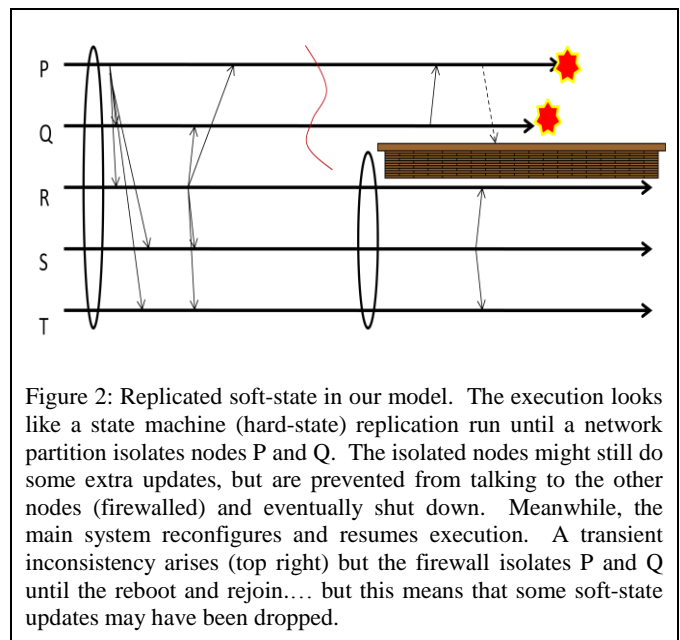 P
Q
R
S
T
Figure 2: Replicated soft-state in our model. The execution looks
like a state machine (hard-state) replication run until a network
partition isolates nodes P and Q. The isolated nodes might still do
some extra updates, but are prevented from talking to the other
nodes (firewalled) and eventually shut down. Meanwhile, the
main system reconfigures and resumes execution. A transient
inconsistency arises (top right) but the firewall isolates P and Q
until the reboot and rejoin.… but this means that some soft-state
updates may have been dropped.